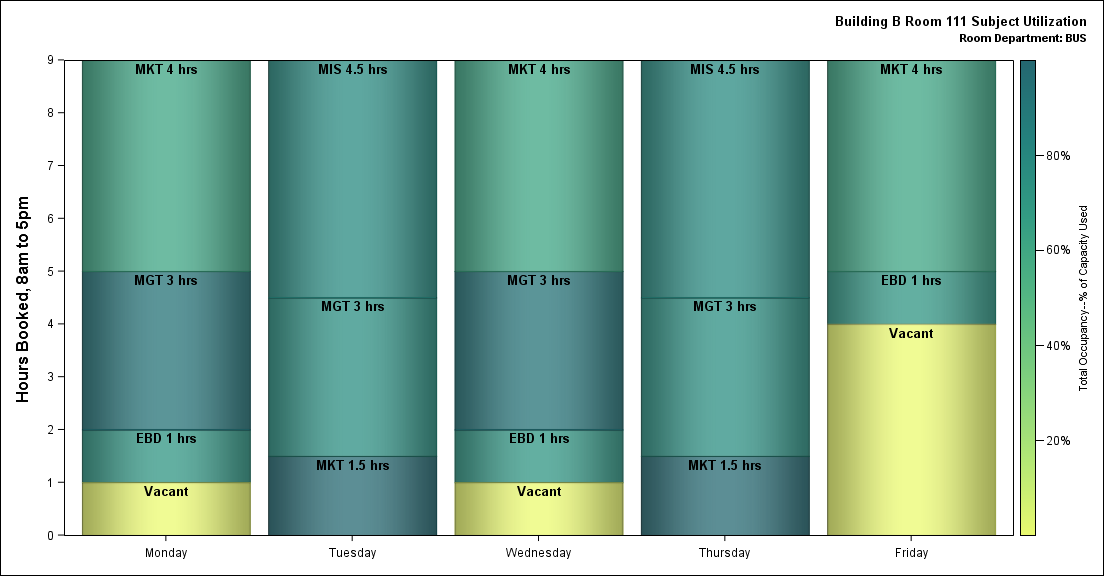 Building B Room 111 Subject Utilization
Room Department: BUS
Hours Booked, 8am to 5pm
9
8
7
6
5
4
3
2
1
0
MKT 4 hrs
MGT 3 hrs
EBD 1 hrs
Vacant
Monday
MIS 4.5 hrs
MGT 3 hrs
MKT 1.5 hrs
Tuesday
MKT 4 hrs
MGT 3 hrs
EBD 1 hrs
Vacant
Wednesday
MIS 4.5 hrs
MGT 3 hrs
MKT 1.5 hrs
Thursday
MKT 4 hrs
EBD 1 hrs
Vacant
Friday
80%
60%
40%
20%
Total Occupancy--% of Capacity Used